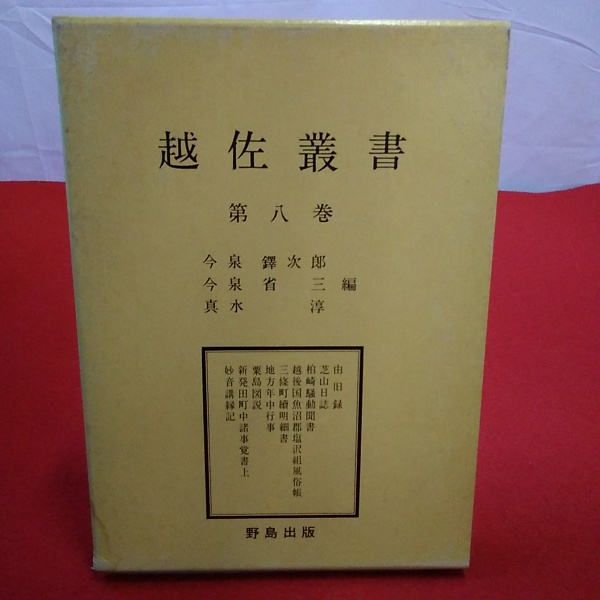 越佐叢書
第八巻
今泉鐸次郎
今泉省三編
真水淳
由旧録
芝山日誌
柏崎騒動聞書
越後国魚沼郡塩沢組風俗帳
三條町續明細書
地方年中行事
粟島図説
新発田町中諸事覚書上
妙音講縁記
野島出版